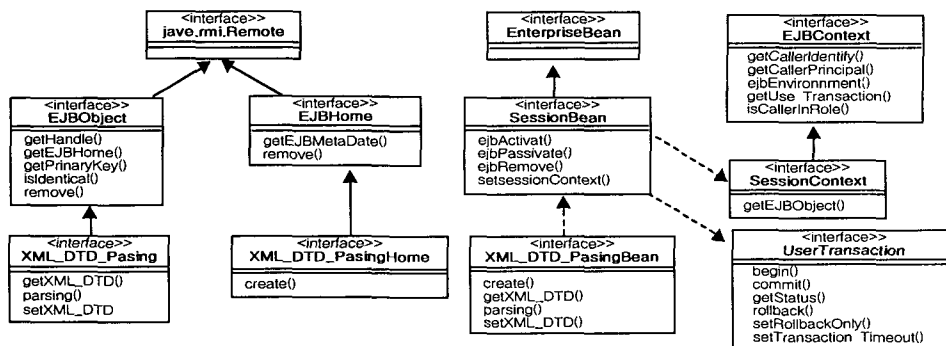 <interface>>
jave.rmi.Remote
<interface>>
EJBObject
getHandle()
getEJBHome()
getPrinaryKey()
isIdentical()
remove()
<interface>>
EJBHome
getEJBMetaDate()
remove()
<interface>>
XML_DTD_Pasing
getXML_DTD()
parsing()
setXML_DTD
<interface>>
XML_DTD_PasingHome
create()
<interface>>
EnterpriseBean
<interface>>
SessionBean
ejbActivat()
ejbPassivate()
ejbRemove()
setsessionContext()
<interface>>
XML_DTD_PasingBean
create()
getXML_DTD()
parsing()
setXML_DTD()
<interface>>
EJBContext
getCallerIdentify()
getCallerPrincipal()
ejbEnvironnment()
getUse Transaction()
isCallerInRole()
<interface>>
SessionContext
getEJBObject()
<interface>>
UserTransaction
begin()
commit()
getStatus()
rollback()
setRollbackOnly()
setTransaction Timeout()